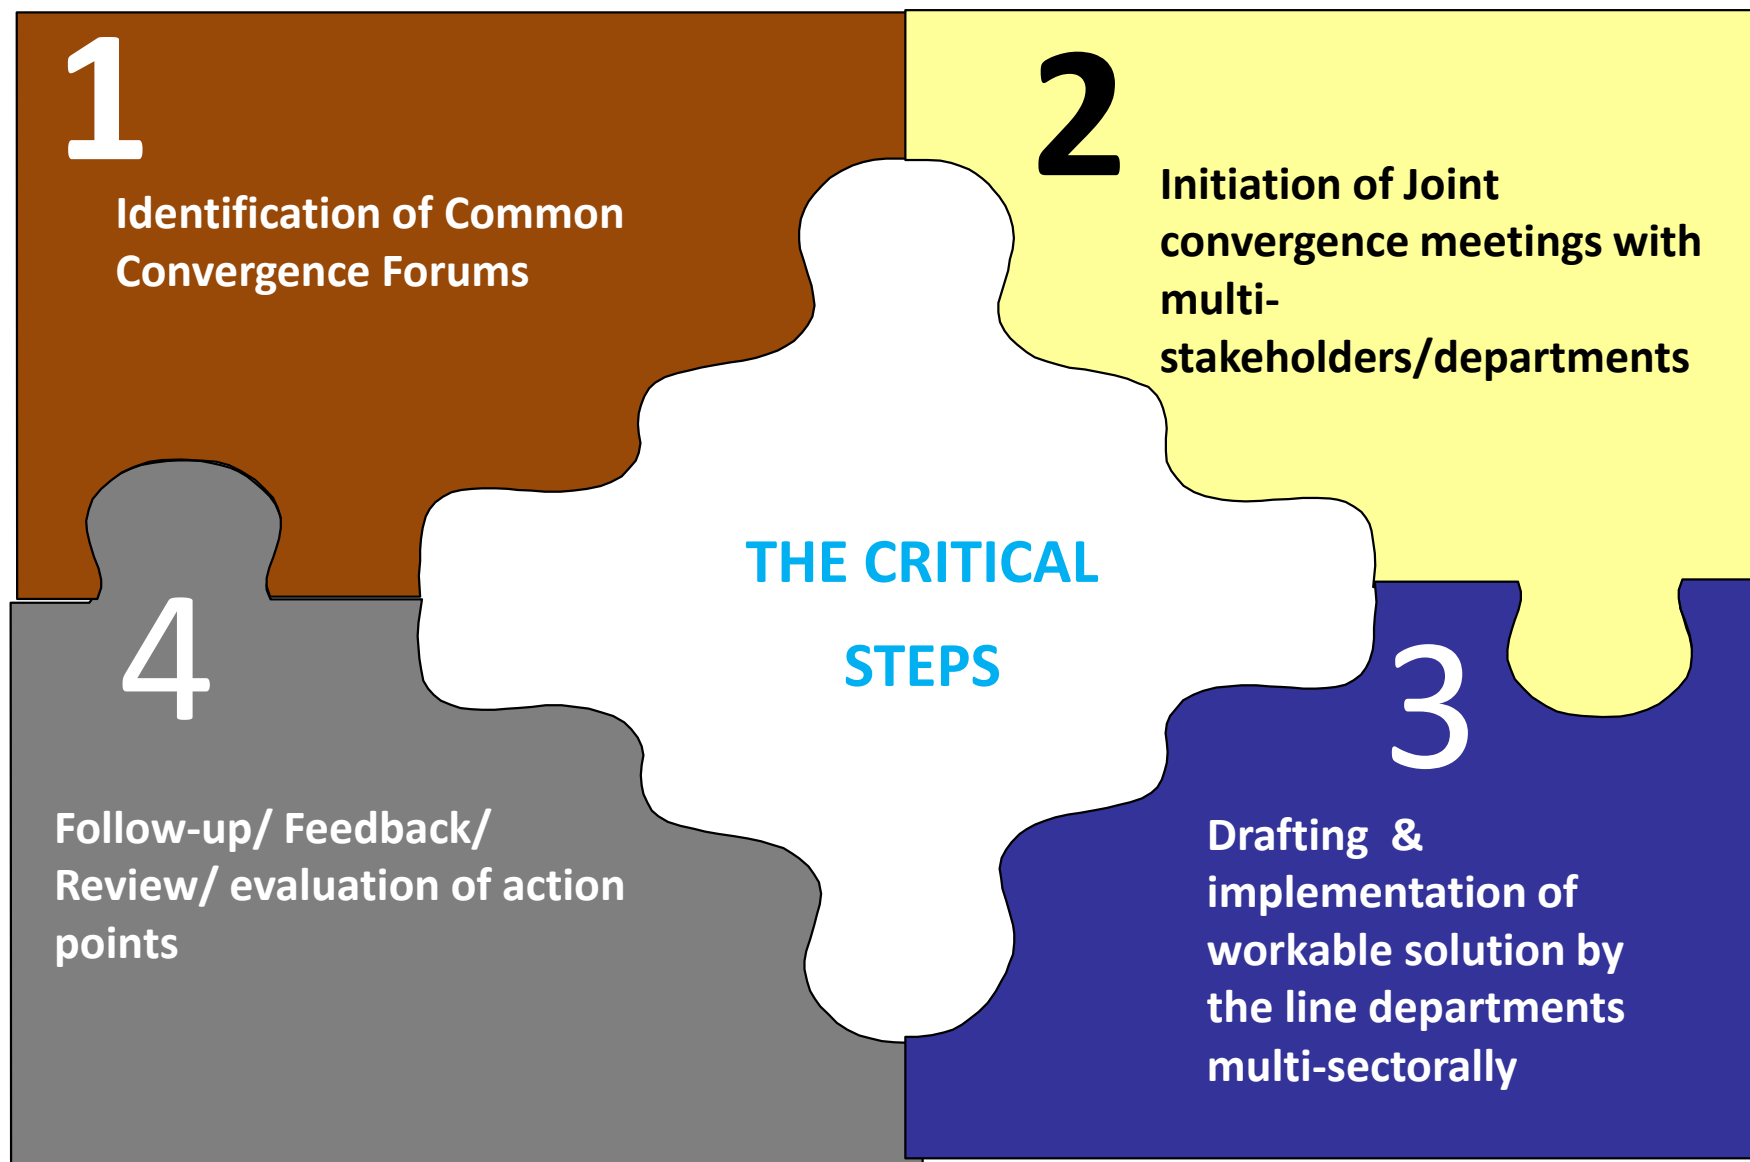 1
Identification of Common
Convergence Forums
2
Initiation of Joint
convergence meetings with
multi-
stakeholders/departments
THE CRITICAL
STEPS
3
Drafting & 
implementation of
workable solution by
the line departments
multi-sectorally
4
Follow-up/ Feedback/
Review/ evaluation of action
points